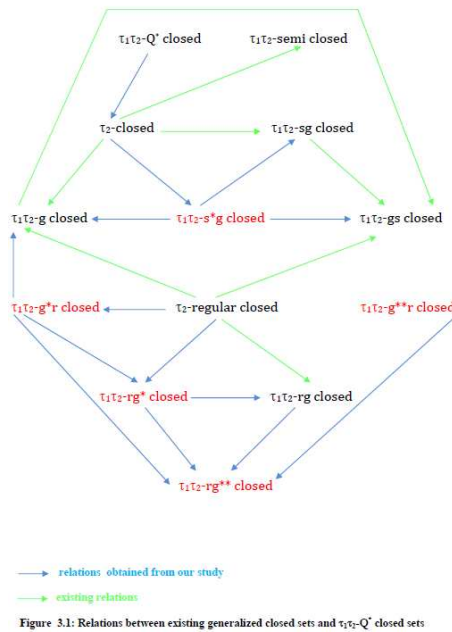 τ₁τ₂-Q* closed τ₁τ₂-semi closed
τ₂-closed τ₁τ₂-sg closed
τ₁τ₂-g closed τ₁τ₂-s*g closed τ₁τ₂-gs closed
τ₁τ₂-g*r closed τ₂-regular closed τ₁τ₂-g**r closed
τ₁τ₂-rg* closed τ₁τ₂-rg closed
τ₁τ₂-rg** closed
relations obtained from our study
existing relations
Figure 3.1: Relations between existing generalized closed sets and τ₁τ₂-Q* closed sets